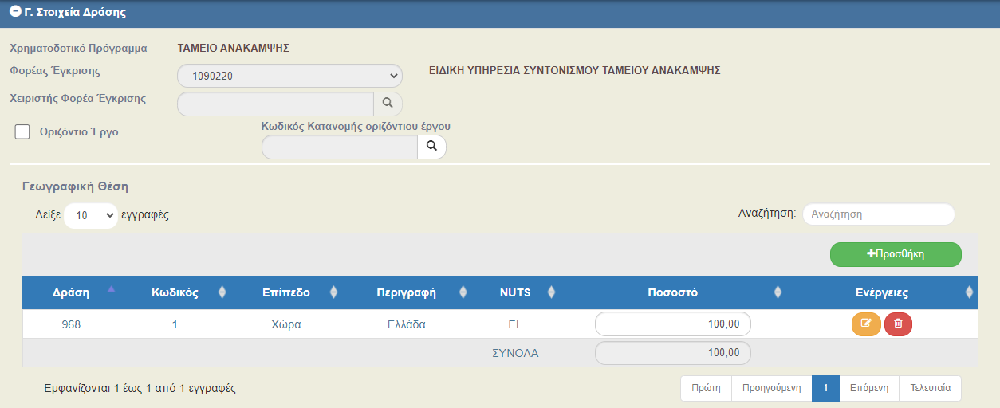 Γ. Στοιχεία Δράσης
Χρηματοδοτικό Πρόγραμμα ΤΑΜΕΙΟ ΑΝΑΚΑΜΨΗΣ
Φορέας Έγκρισης 1090220 ΕΙΔΙΚΗ ΥΠΗΡΕΣΙΑ ΣΥΝΤΟΝΙΣΜΟΥ ΤΑΜΕΙΟΥ ΑΝΑΚΑΜΨΗΣ
Χειριστής Φορέα Έγκρισης - - -
Οριζόντιο Έργο Κωδικός Κατανομής οριζόντιου έργου
Γεωγραφική Θέση
Δείξε 10 εγγραφές Αναζήτηση: Αναζήτηση
+Προσθήκη
Δράση Κωδικός Επίπεδο Περιγραφή NUTS Ποσοστό Ενέργειες
968 1 Χώρα Ελλάδα EL 100,00
ΣΥΝΟΛΑ 100,00
Εμφανίζονται 1 έως 1 από 1 εγγραφές Πρώτη Προηγούμενη 1 Επόμενη Τελευταία